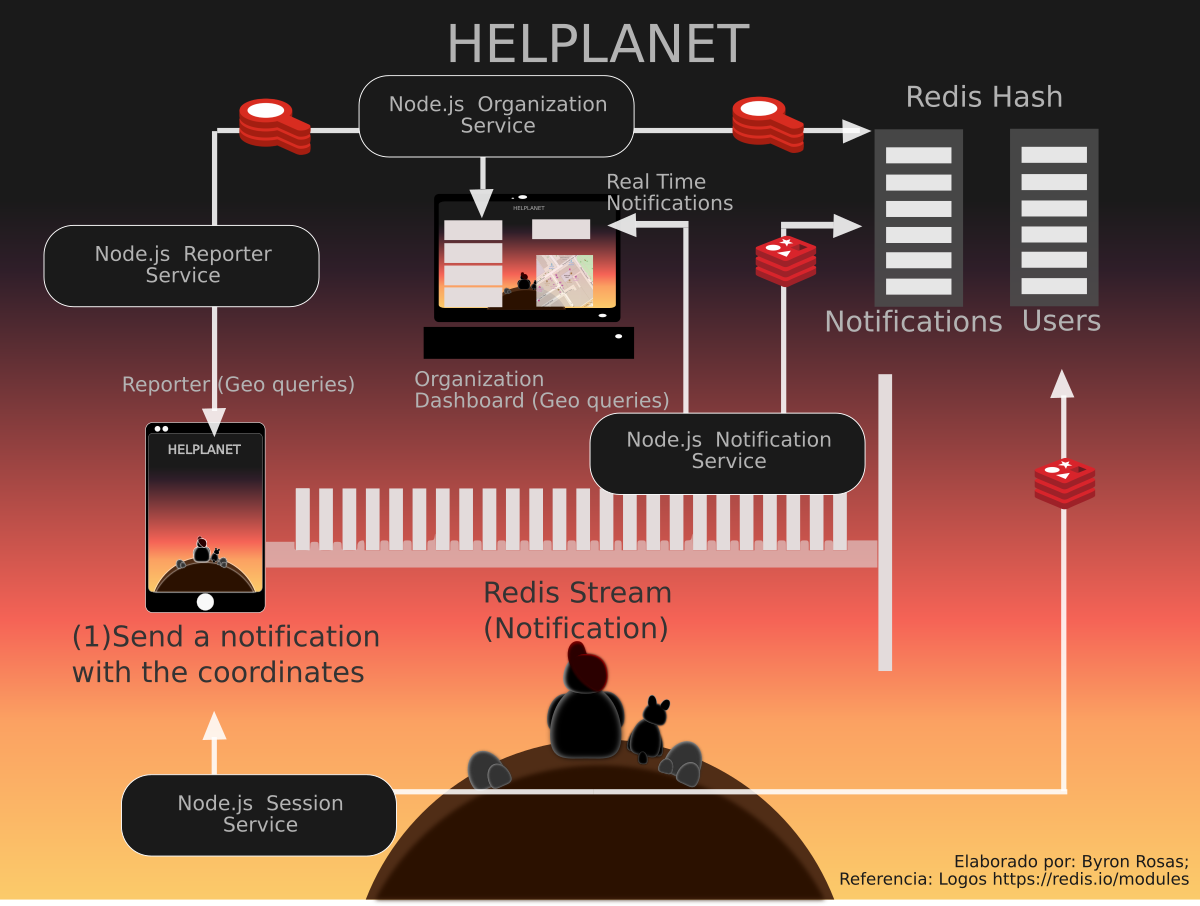 HELPLANET
Node.js Organization
Service
Redis Hash
Real Time
Notifications
HELPLANET
Node.js Reporter
Service
Notifications
Users
Reporter (Geo queries)
Organization
Dashboard (Geo queries)
Node.js Notification
Service
HELPLANET
Redis Stream
(Notification)
(1)Send a notification
with the coordinates
Node.js Session
Service
Elaborado por: Byron Rosas;
Referencia: Logos https://redis.io/modules